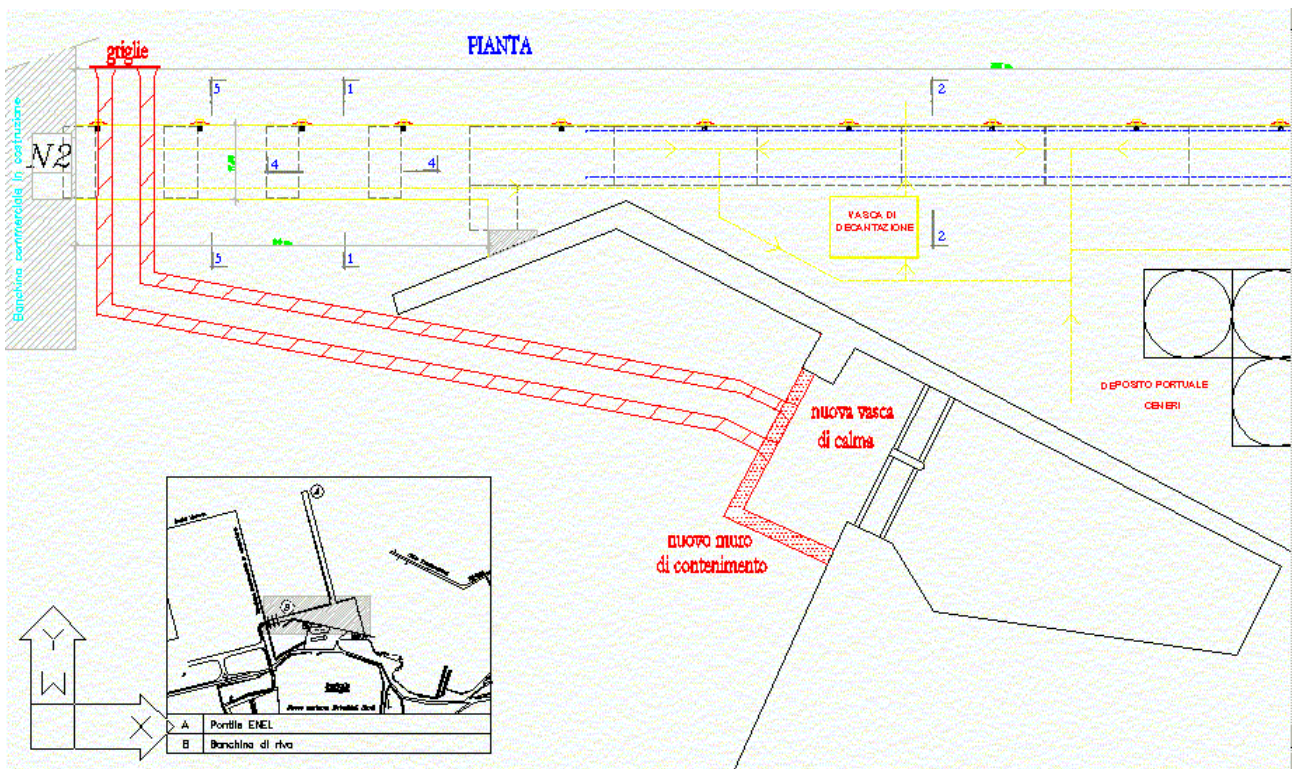 PIANTA
griglie
5
1
2
N2
4
4
Banchina commerciale in costruzione
VASCA DI
DECANTAZIONE
2
5
1
DEPOSITO PORTUALE
CENERI
nuova vasca
di calma
nuovo muro
di contenimento
A
B
Y
W
X
A Pontile ENEL
B Banchina di riva